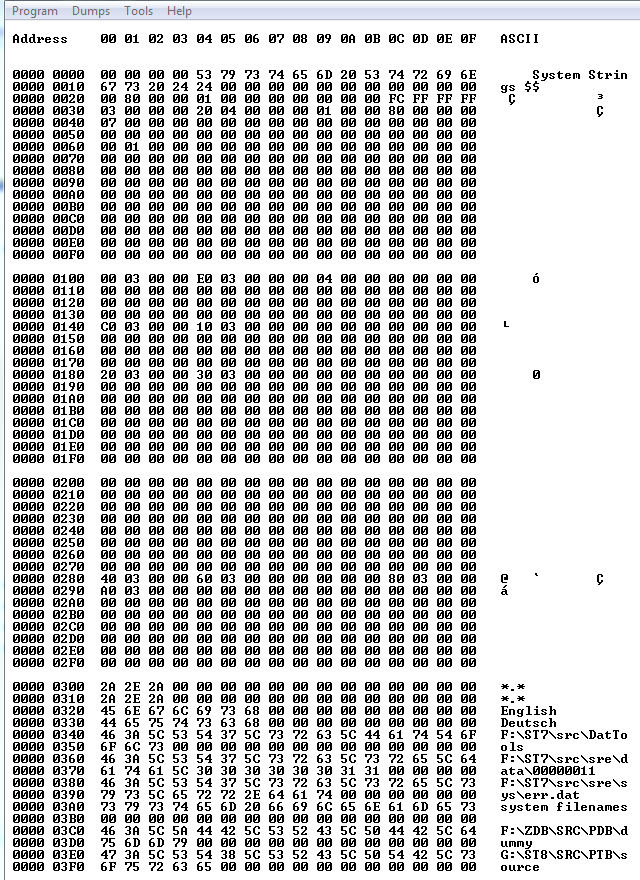 Program Dumps Tools Help
Address 00 01 02 03 04 05 06 07 08 09 0A 0B 0C 0D 0E 0F ASCII
0000 0000 00 00 00 00 53 79 73 74 65 6D 20 53 74 72 69 6E System Strin
0000 0010 67 73 20 24 24 00 00 00 00 00 00 00 00 00 00 00 gs $$
0000 0020 00 80 00 00 01 00 00 00 00 00 00 00 FC FF FF FF Ç ³
0000 0030 03 00 00 00 20 04 00 00 00 01 00 00 80 00 00 00 Ç
0000 0040 07 00 00 00 00 00 00 00 00 00 00 00 00 00 00 00
0000 0050 00 00 00 00 00 00 00 00 00 00 00 00 00 00 00 00
0000 0060 00 01 00 00 00 00 00 00 00 00 00 00 00 00 00 00
0000 0070 00 00 00 00 00 00 00 00 00 00 00 00 00 00 00 00
0000 0080 00 00 00 00 00 00 00 00 00 00 00 00 00 00 00 00
0000 0090 00 00 00 00 00 00 00 00 00 00 00 00 00 00 00 00
0000 00A0 00 00 00 00 00 00 00 00 00 00 00 00 00 00 00 00
0000 00B0 00 00 00 00 00 00 00 00 00 00 00 00 00 00 00 00
0000 00C0 00 00 00 00 00 00 00 00 00 00 00 00 00 00 00 00
0000 00D0 00 00 00 00 00 00 00 00 00 00 00 00 00 00 00 00
0000 00E0 00 00 00 00 00 00 00 00 00 00 00 00 00 00 00 00
0000 00F0 00 00 00 00 00 00 00 00 00 00 00 00 00 00 00 00
0000 0100 00 03 00 00 E0 03 00 00 00 04 00 00 00 00 00 00 Ó
0000 0110 00 00 00 00 00 00 00 00 00 00 00 00 00 00 00 00
0000 0120 00 00 00 00 00 00 00 00 00 00 00 00 00 00 00 00
0000 0130 00 00 00 00 00 00 00 00 00 00 00 00 00 00 00 00
0000 0140 C0 03 00 00 10 03 00 00 00 00 00 00 00 00 00 00 └
0000 0150 00 00 00 00 00 00 00 00 00 00 00 00 00 00 00 00
0000 0160 00 00 00 00 00 00 00 00 00 00 00 00 00 00 00 00
0000 0170 00 00 00 00 00 00 00 00 00 00 00 00 00 00 00 00
0000 0180 20 03 00 00 30 03 00 00 00 00 00 00 00 00 00 00 0
0000 0190 00 00 00 00 00 00 00 00 00 00 00 00 00 00 00 00
0000 01A0 00 00 00 00 00 00 00 00 00 00 00 00 00 00 00 00
0000 01B0 00 00 00 00 00 00 00 00 00 00 00 00 00 00 00 00
0000 01C0 00 00 00 00 00 00 00 00 00 00 00 00 00 00 00 00
0000 01D0 00 00 00 00 00 00 00 00 00 00 00 00 00 00 00 00
0000 01E0 00 00 00 00 00 00 00 00 00 00 00 00 00 00 00 00
0000 01F0 00 00 00 00 00 00 00 00 00 00 00 00 00 00 00 00
0000 0200 00 00 00 00 00 00 00 00 00 00 00 00 00 00 00 00
0000 0210 00 00 00 00 00 00 00 00 00 00 00 00 00 00 00 00
0000 0220 00 00 00 00 00 00 00 00 00 00 00 00 00 00 00 00
0000 0230 00 00 00 00 00 00 00 00 00 00 00 00 00 00 00 00
0000 0240 00 00 00 00 00 00 00 00 00 00 00 00 00 00 00 00
0000 0250 00 00 00 00 00 00 00 00 00 00 00 00 00 00 00 00
0000 0260 00 00 00 00 00 00 00 00 00 00 00 00 00 00 00 00
0000 0270 00 00 00 00 00 00 00 00 00 00 00 00 00 00 00 00
0000 0280 40 03 00 00 60 03 00 00 00 00 00 00 80 03 00 00 @ ` Ç
0000 0290 A0 03 00 00 00 00 00 00 00 00 00 00 00 00 00 00 á
0000 02A0 00 00 00 00 00 00 00 00 00 00 00 00 00 00 00 00
0000 02B0 00 00 00 00 00 00 00 00 00 00 00 00 00 00 00 00
0000 02C0 00 00 00 00 00 00 00 00 00 00 00 00 00 00 00 00
0000 02D0 00 00 00 00 00 00 00 00 00 00 00 00 00 00 00 00
0000 02E0 00 00 00 00 00 00 00 00 00 00 00 00 00 00 00 00
0000 02F0 00 00 00 00 00 00 00 00 00 00 00 00 00 00 00 00
0000 0300 2A 2E 2A 00 00 00 00 00 00 00 00 00 00 00 00 00 *.*
0000 0310 2A 2E 2A 00 00 00 00 00 00 00 00 00 00 00 00 00 *.*
0000 0320 45 6E 67 6C 69 73 68 00 00 00 00 00 00 00 00 00 English
0000 0330 44 65 75 74 73 63 68 00 00 00 00 00 00 00 00 00 Deutsch
0000 0340 46 3A 5C 53 54 37 5C 73 72 63 5C 44 61 74 54 6F F:\ST7\src\DatTo
0000 0350 6F 6C 73 00 00 00 00 00 00 00 00 00 00 00 00 00 ols
0000 0360 46 3A 5C 53 54 37 5C 73 72 63 5C 73 72 65 5C 64 F:\ST7\src\sre\d
0000 0370 61 74 61 5C 30 30 30 30 30 30 31 31 00 00 00 00 ata\00000011
0000 0380 46 3A 5C 53 54 37 5C 73 72 63 5C 73 72 65 5C 73 F:\ST7\src\sre\s
0000 0390 79 73 5C 65 72 72 2E 64 61 74 00 00 00 00 00 00 ys\err.dat
0000 03A0 73 79 73 74 65 6D 20 66 69 6C 65 6E 61 6D 65 73 system filenames
0000 03B0 00 00 00 00 00 00 00 00 00 00 00 00 00 00 00 00
0000 03C0 46 3A 5C 5A 44 42 5C 53 52 43 5C 50 44 42 5C 64 F:\ZDB\SRC\PDB\d
0000 03D0 75 6D 6D 79 00 00 00 00 00 00 00 00 00 00 00 00 ummy
0000 03E0 47 3A 5C 53 54 38 5C 53 52 43 5C 50 54 42 5C 73 G:\ST8\SRC\PTB\s
0000 03F0 6F 75 72 63 65 00 00 00 00 00 00 00 00 00 00 00 ource